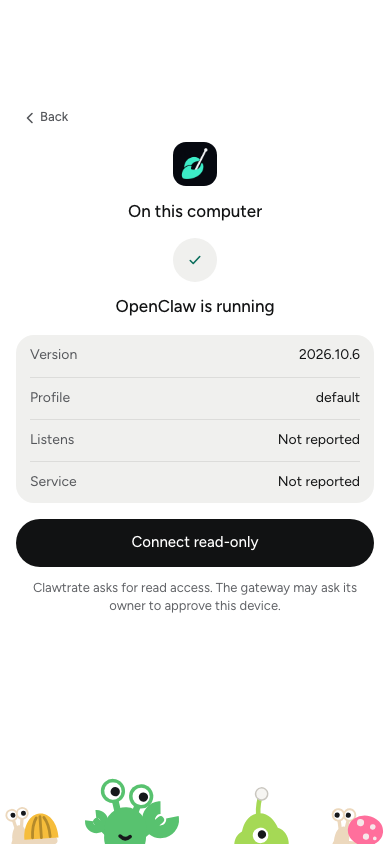 Back
On this computer
OpenClaw is running
Version 2026.10.6
Profile default
Listens Not reported
Service Not reported
Connect read-only
Clawtrate asks for read access. The gateway may ask its
owner to approve this device.